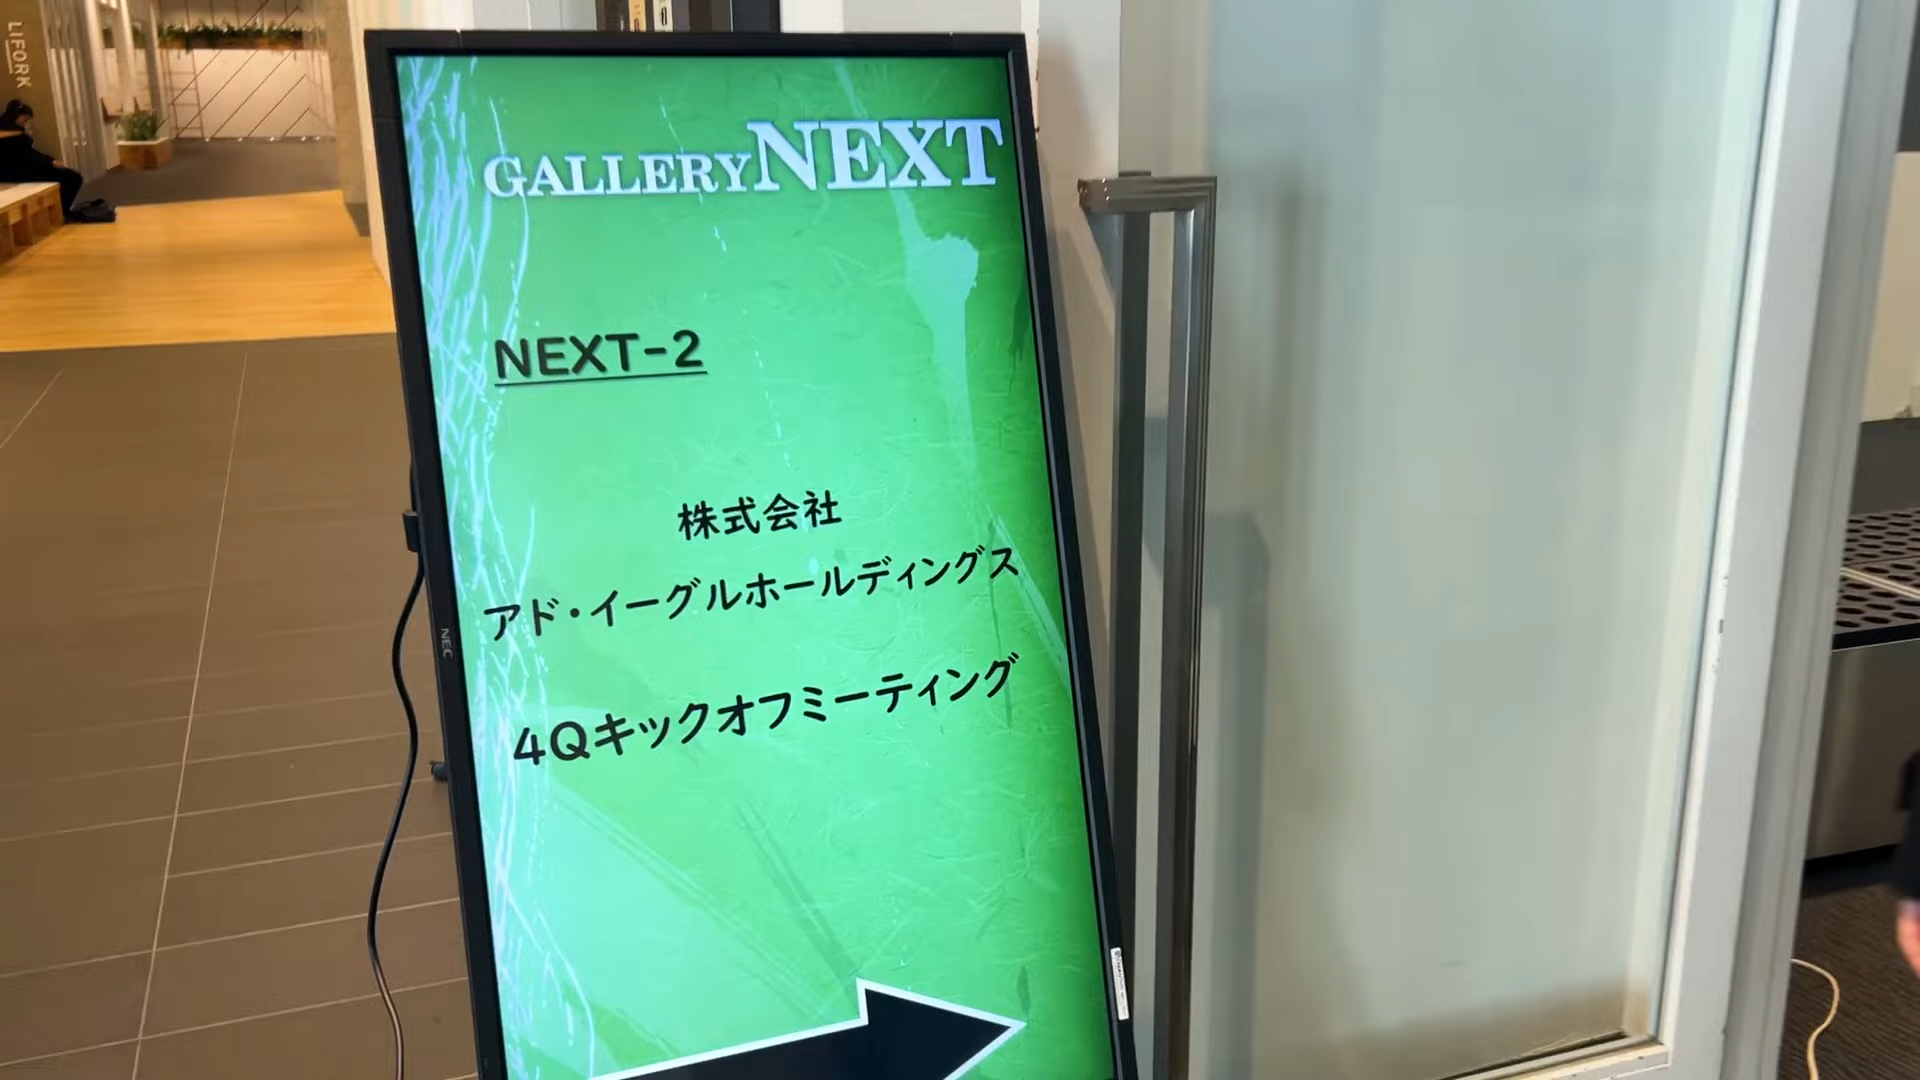 LIFORK
GALLERY NEXT
NEXT-2
株式会社
アド・イーグルホールディングス
4Qキックオフミーティング
NEC